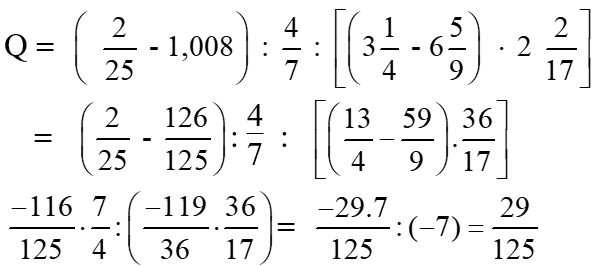 Q = ( 2/25 - 1,008 ) : 4/7 : [ ( 3 1/4 - 6 5/9 ) · 2 2/17 ]
= ( 2/25 - 126/125 ) : 4/7 : [ ( 13/4 − 59/9 ) . 36/17 ]
−116/125 · 7/4 : ( −119/36 · 36/17 ) = −29.7/125 : (−7) = 29/125